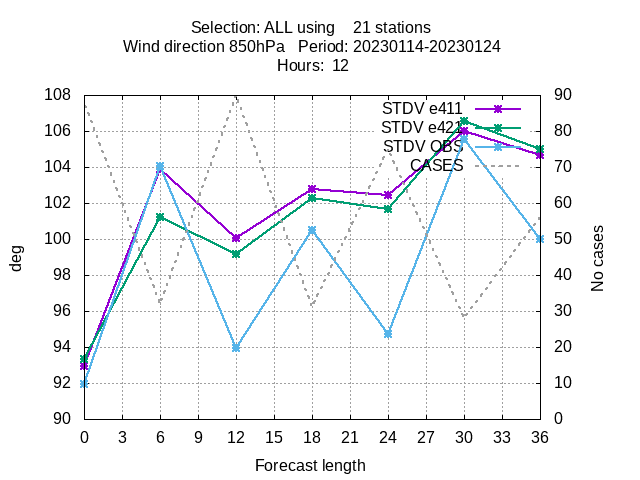 Selection: ALL using    21 stations
Wind direction 850hPa   Period: 20230114-20230124
Hours:  12
108
106
104
102
100
98
96
94
92
90
90
80
70
60
50
40
30
20
10
0
STDV e411
STDV e421
STDV OBS
CASES
deg
No cases
0 3 6 9 12 15 18 21 24 27 30 33 36
Forecast length